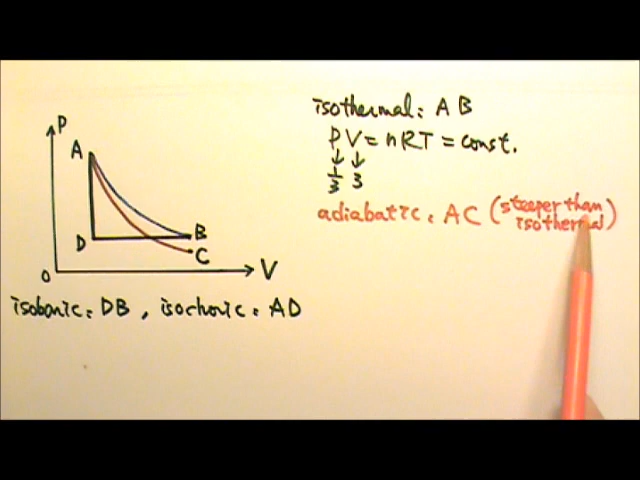 P
A
D
B
C
O
V
isobaric: DB, isochoric: AD
isothermal: AB
PV = nRT = const.
↓ ↓
1/3 3
adiabatic: AC (steeper than
isothermal)